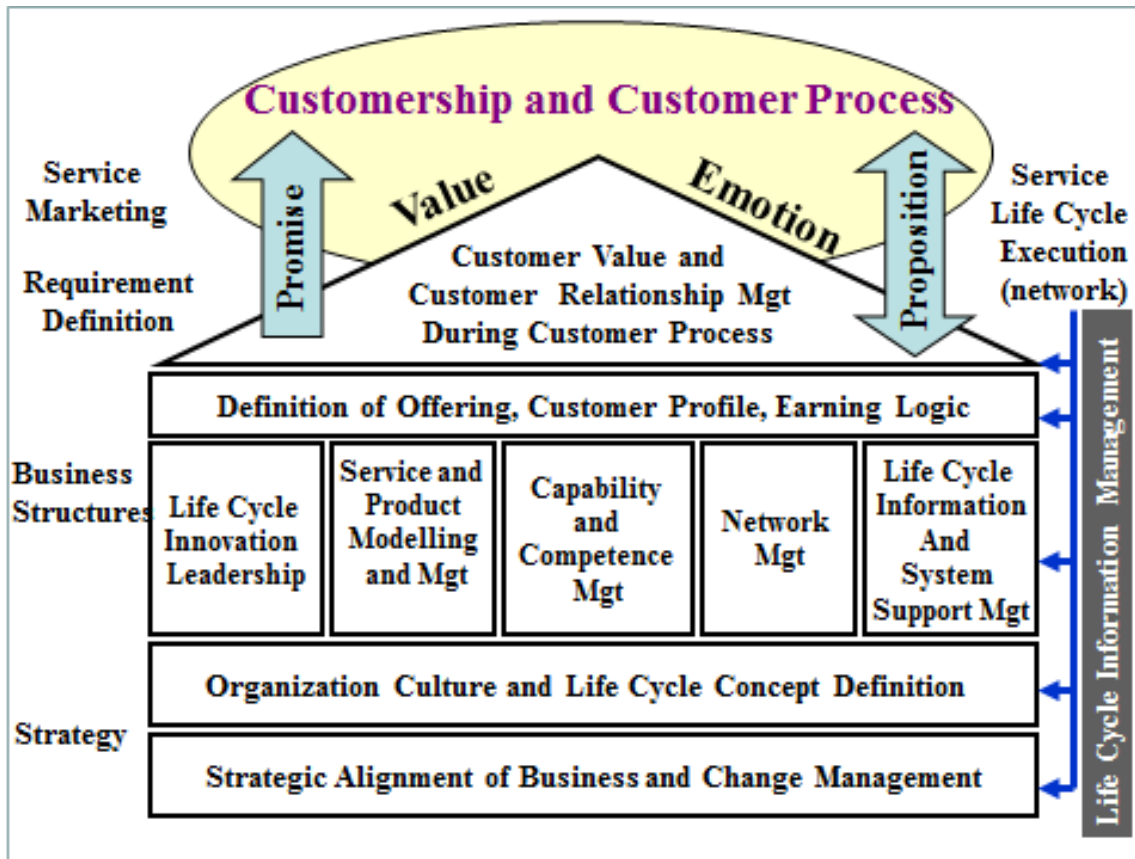 Customership and Customer Process
Service
Marketing
Requirement
Definition
Promise
Value
Emotion
Proposition
Service
Life Cycle
Execution
(network)
Customer Value and
Customer Relationship Mgt
During Customer Process
Definition of Offering, Customer Profile, Earning Logic
Business
Structures
Life Cycle
Innovation
Leadership
Service and
Product
Modelling
and Mgt
Capability
and
Competence
Mgt
Network
Mgt
Life Cycle
Information
And
System
Support Mgt
Organization Culture and Life Cycle Concept Definition
Strategy
Strategic Alignment of Business and Change Management
Life Cycle Information Management